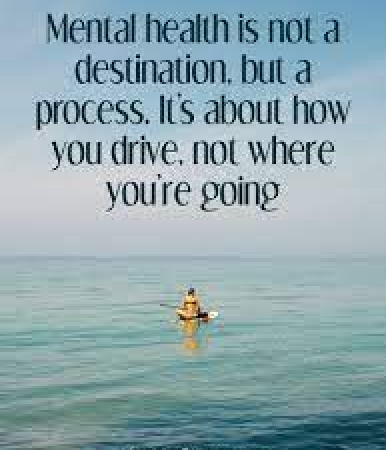 Mental health is not a
destination, but a
process. It's about how
you drive, not where
you're going